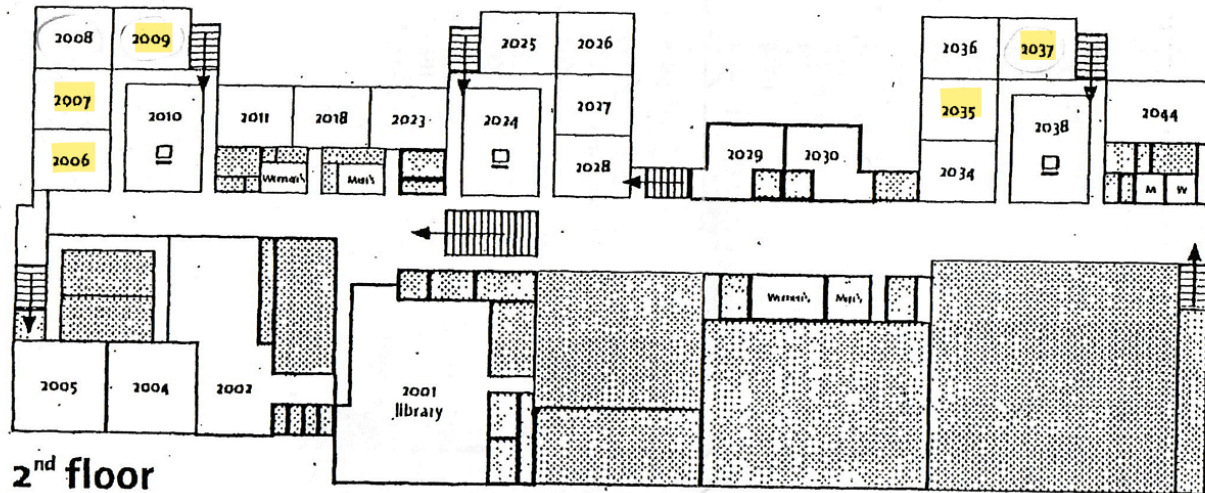 2008 2009 2025 2026 2036 2037
2007 2010 2011 2018 2023 2024 2027 2035 2038 2044
2006 Women's Men's 2028 2029 2030 2034 M W
Women's Men's
2005 2004 2002 2001
library
2nd floor